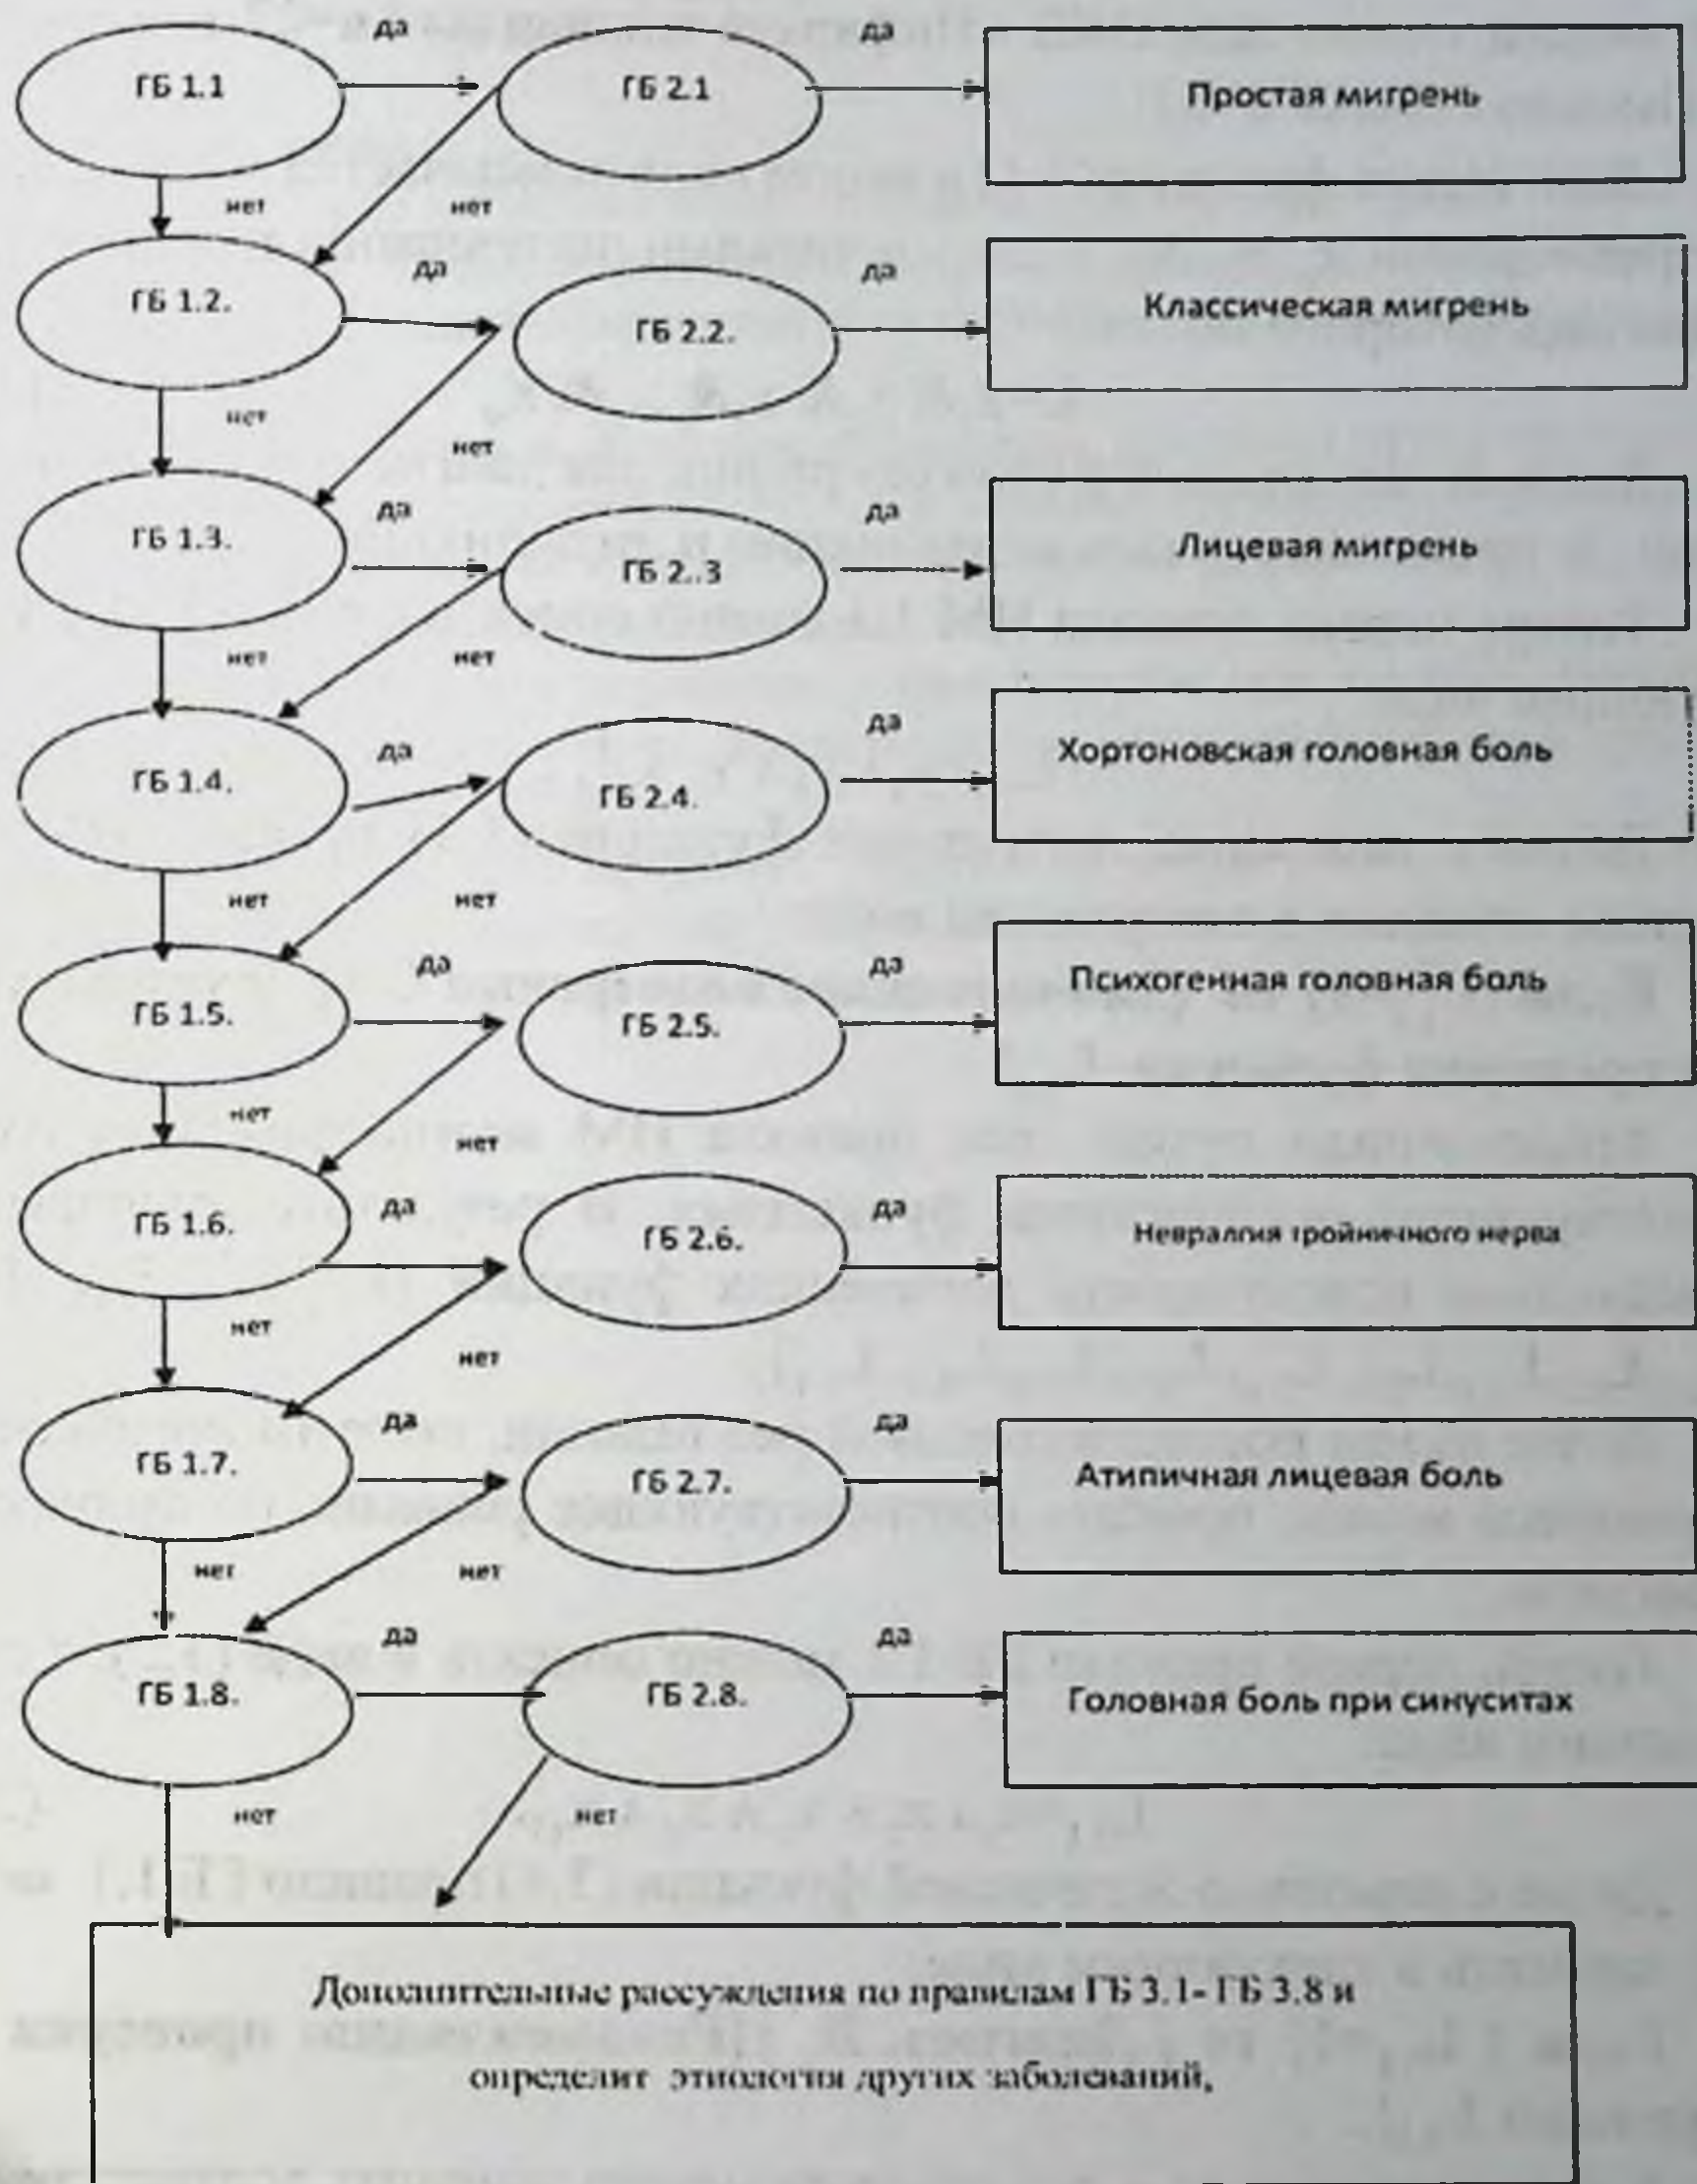 да
да
ГБ 1.1
ГБ 2.1
Простая мигрень
нет
нет
да
да
ГБ 1.2.
ГБ 2.2.
Классическая мигрень
нет
нет
да
да
ГБ 1.3.
ГБ 2..3
Лицевая мигрень
нет
нет
да
да
ГБ 1.4.
ГБ 2.4.
Хортоновская головная боль
нет
нет
да
да
ГБ 1.5.
ГБ 2.5.
Психогенная головная боль
нет
нет
да
да
ГБ 1.6.
ГБ 2.6.
Невралгия тройничного нерва
нет
нет
да
да
ГБ 1.7.
ГБ 2.7.
Атипичная лицевая боль
нет
нет
да
да
ГБ 1.8.
ГБ 2.8.
Головная боль при синуситах
нет
нет
Дополнительные рассуждения по правилам ГБ 3.1- ГБ 3.8 и
определит этиология других заболеваний,